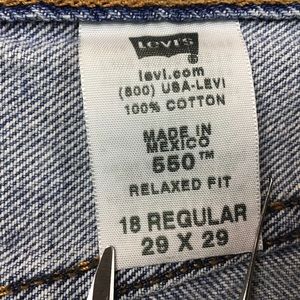 LEVI'S
levi.com
(800) USA-LEVI
100% COTTON
MADE IN
MEXICO
550™
RELAXED FIT
18 REGULAR
29 X 29